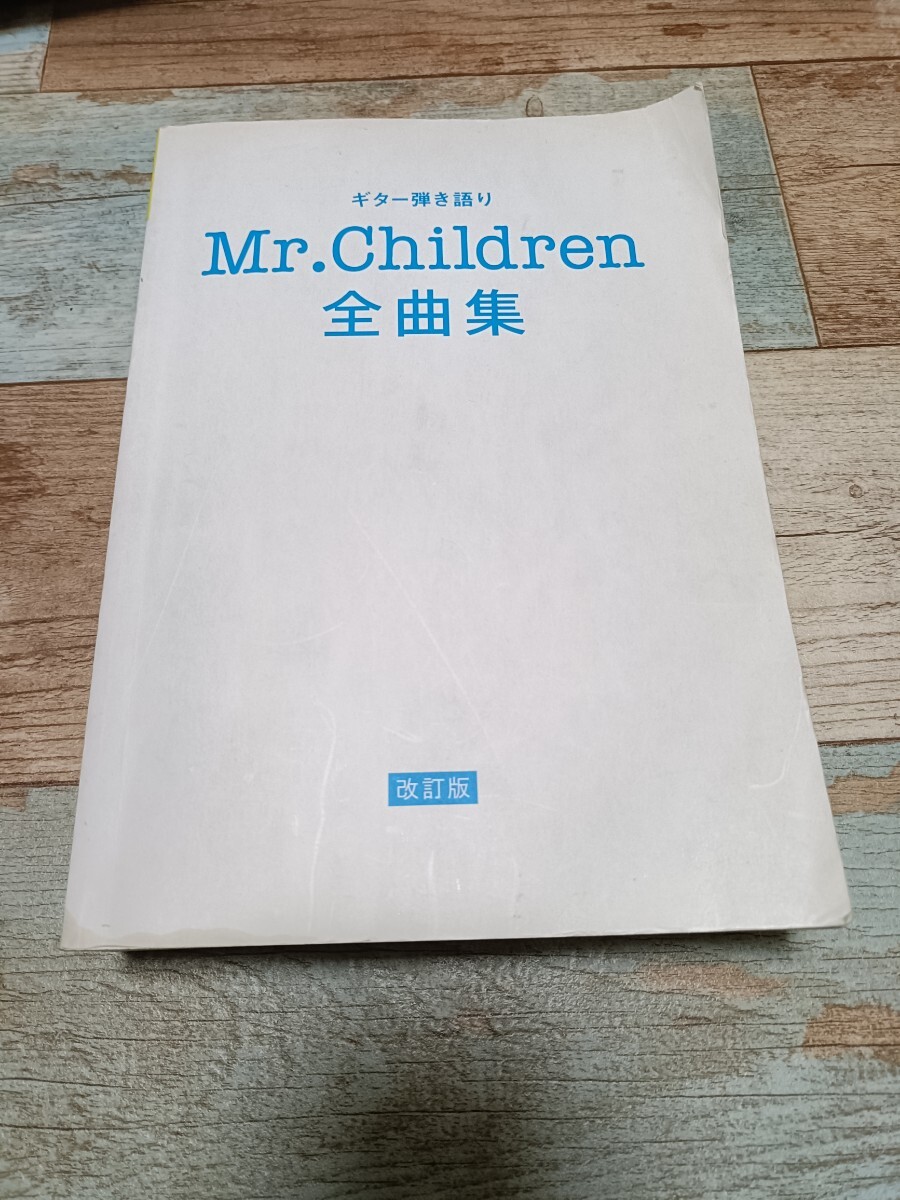 ギター弾き語り
Mr.Children
全曲集
改訂版